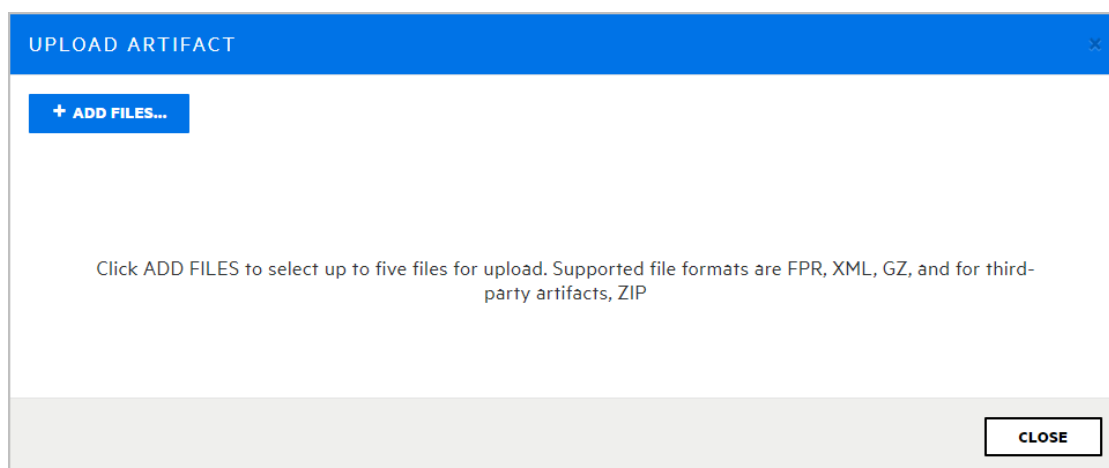 UPLOAD ARTIFACT
x
+ ADD FILES...
Click ADD FILES to select up to five files for upload. Supported file formats are FPR, XML, GZ, and for third-
party artifacts, ZIP
CLOSE